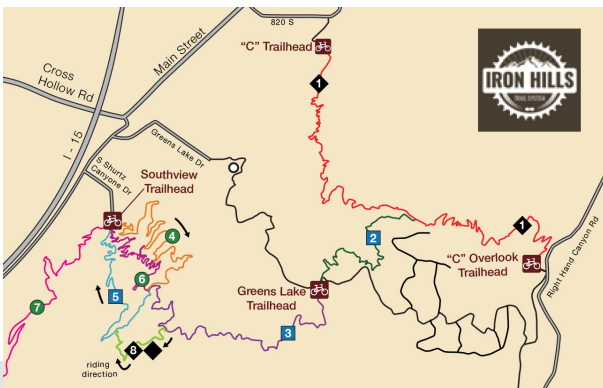 820 S
"C" Trailhead
1
Main Street
Cross
Hollow Rd
IRON HILLS
TRAIL SYSTEM
I - 15
Greens Lake Dr
S Shurtz
Canyone Dr
Southview
Trailhead
4
2
1
"C" Overlook
Trailhead
Right Hand Canyon Rd
6
5
Greens Lake
Trailhead
7
3
8
riding
direction